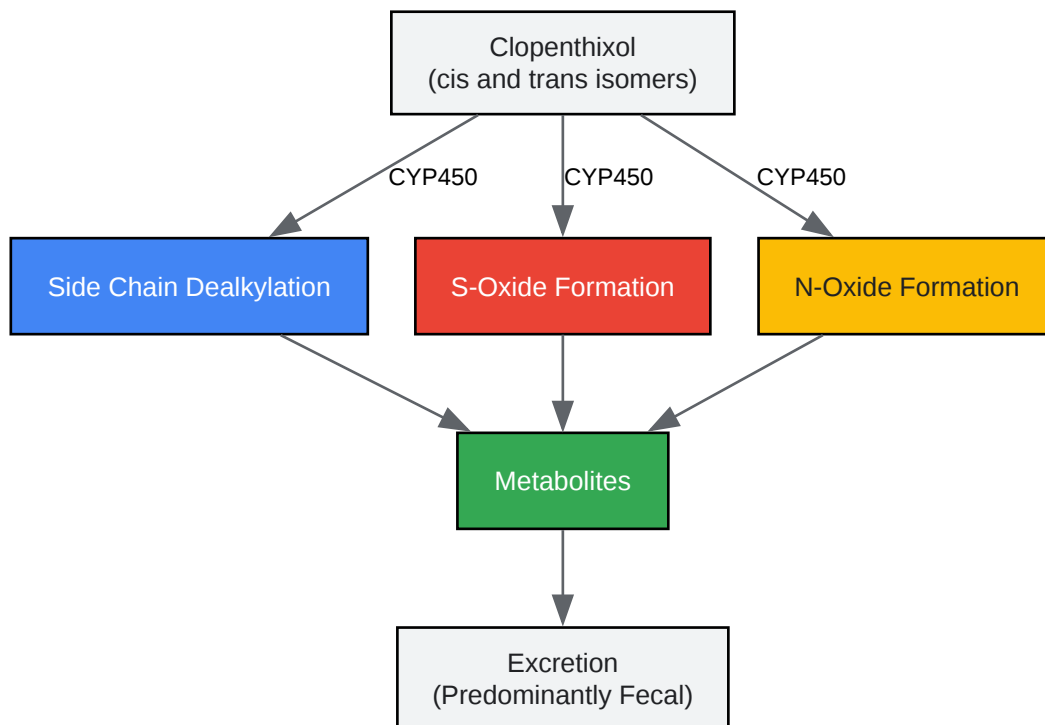 Clopenthixol
(cis and trans isomers)
CYP450
CYP450
CYP450
Side Chain Dealkylation
S-Oxide Formation
N-Oxide Formation
Metabolites
Excretion
(Predominantly Fecal)